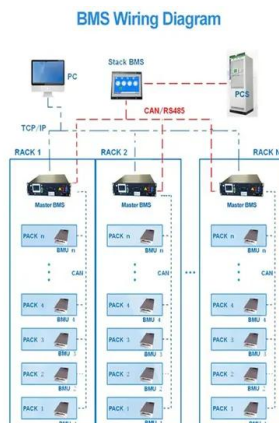 BMS Wiring Diagram
PC
Stack BMS
PCS
CAN/RS485
TCP/IP
RACK 1
RACK 2
RACK N
Master BMS
Master BMS
Master BMS
PACK n
BMU n
PACK n
BMU n
PACK n
BMU n
CAN
CAN
CAN
PACK 4
BMU 4
PACK 4
BMU 4
PACK 4
BMU 4
PACK 3
BMU 3
PACK 3
BMU 3
PACK 3
BMU 3
PACK 2
BMU 2
PACK 2
BMU 2
PACK 2
BMU 2
PACK 1
PACK 1
PACK 1